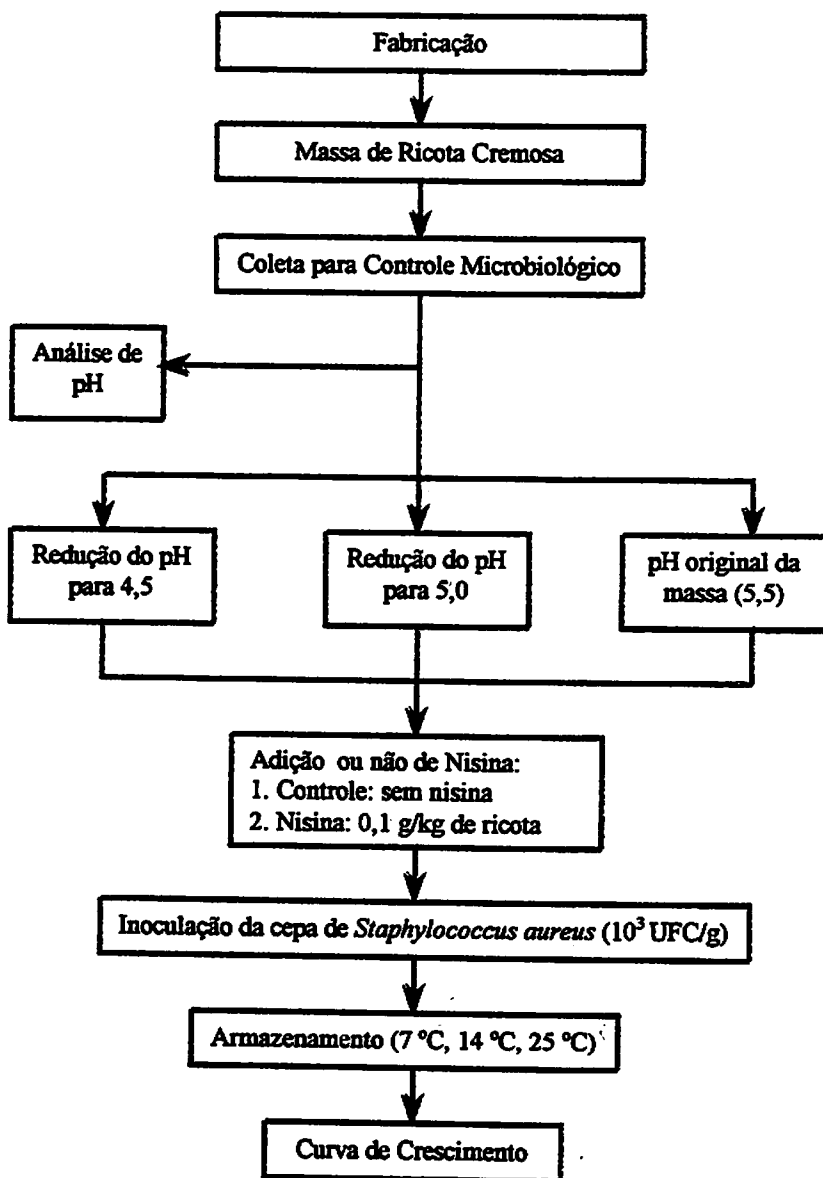 Fabricação
Massa de Ricota Cremosa
Coleta para Controle Microbiológico
Análise de
pH
Redução do pH
para 4,5
Redução do pH
para 5,0
pH original da
massa (5,5)
Adição ou não de Nisina:
1. Controle: sem nisina
2. Nisina: 0,1 g/kg de ricota
Inoculação da cepa de Staphylococcus aureus (10³ UFC/g)
Armazenamento (7 ºC, 14 ºC, 25 ºC)
Curva de Crescimento